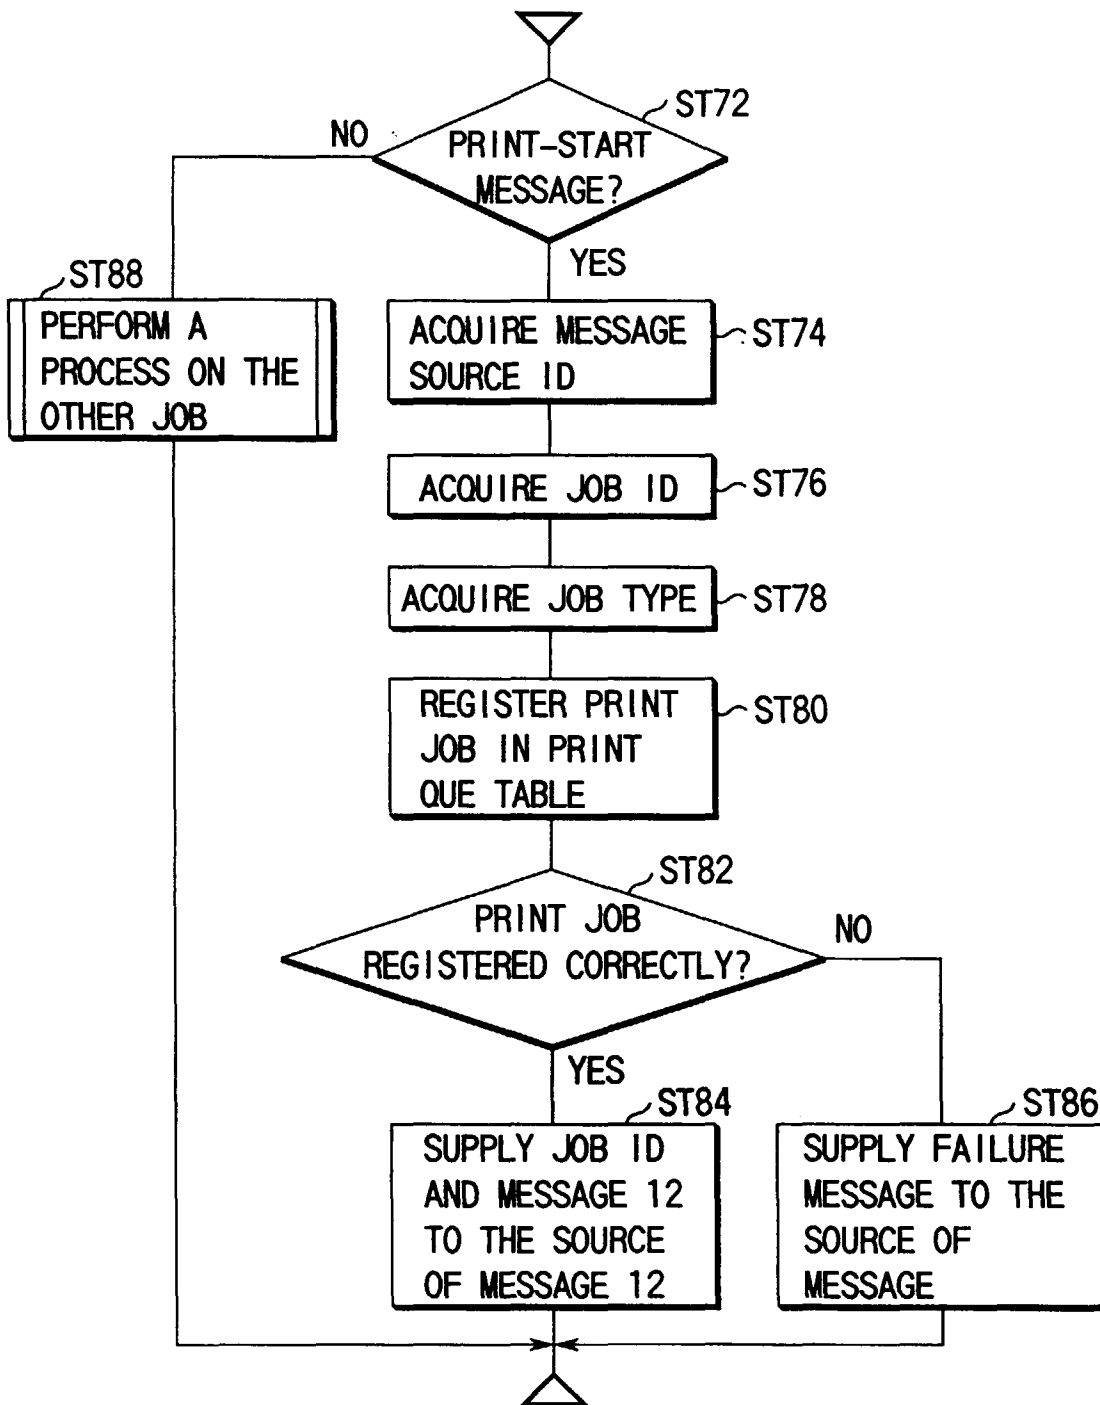 ST72
NO
PRINT-START
MESSAGE?
YES
ST88
PERFORM A
PROCESS ON THE
OTHER JOB
ACQUIRE MESSAGE
SOURCE ID
ST74
ACQUIRE JOB ID
ST76
ACQUIRE JOB TYPE
ST78
REGISTER PRINT
JOB IN PRINT
QUE TABLE
ST80
ST82
PRINT JOB
REGISTERED CORRECTLY?
NO
YES
ST84
SUPPLY JOB ID
AND MESSAGE 12
TO THE SOURCE
OF MESSAGE 12
ST86
SUPPLY FAILURE
MESSAGE TO THE
SOURCE OF
MESSAGE